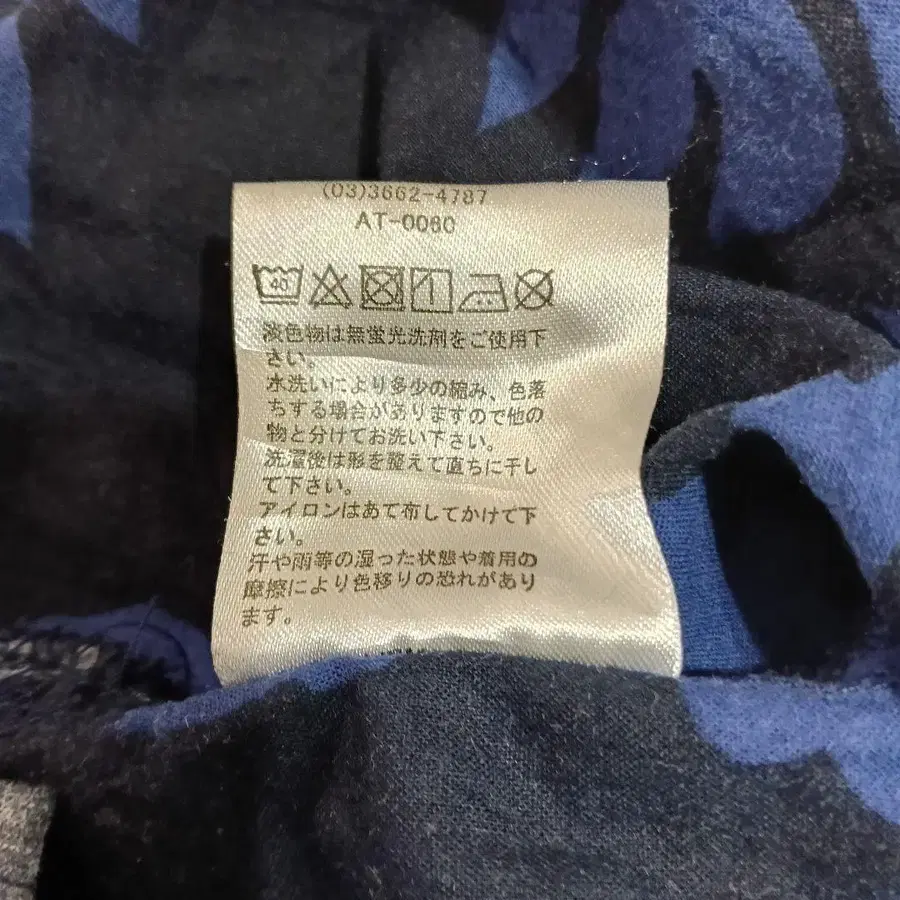 (03)3662-4787
AT-0060
40
淡色物は無蛍光洗剤をご使用下
さい。
水洗いにより多少の縮み、色落
ちする場合がありますので他の
物と分けてお洗い下さい。
洗濯後は形を整えて直ちに干し
て下さい。
アイロンはあて布してかけて下
さい。
汗や雨等の湿った状態や着用の
摩擦により色移りの恐れがあり
ます。